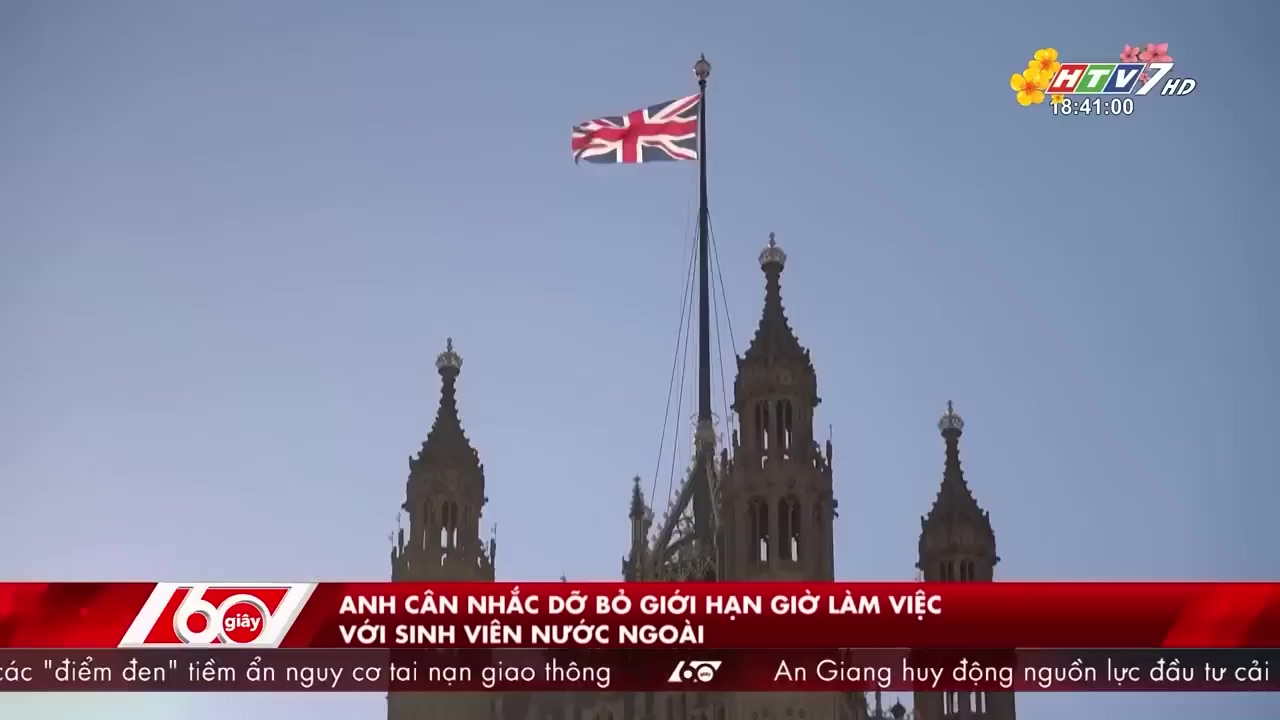 HTV7 HD
18:41:00
60 giây
ANH CÂN NHẮC DỠ BỎ GIỚI HẠN GIỜ LÀM VIỆC
VỚI SINH VIÊN NƯỚC NGOÀI
các "điểm đen" tiềm ẩn nguy cơ tai nạn giao thông 60 giây An Giang huy động nguồn lực đầu tư cải